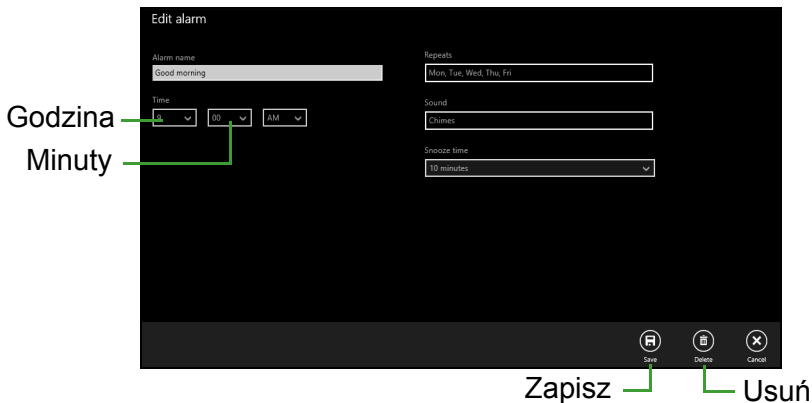 Edit alarm
Alarm name
Good morning
Time
9 00 AM
Repeats
Mon, Tue, Wed, Thu, Fri
Sound
Chimes
Snooze time
10 minutes
Godzina
Minuty
Save Delete Cancel
Zapisz Usuń